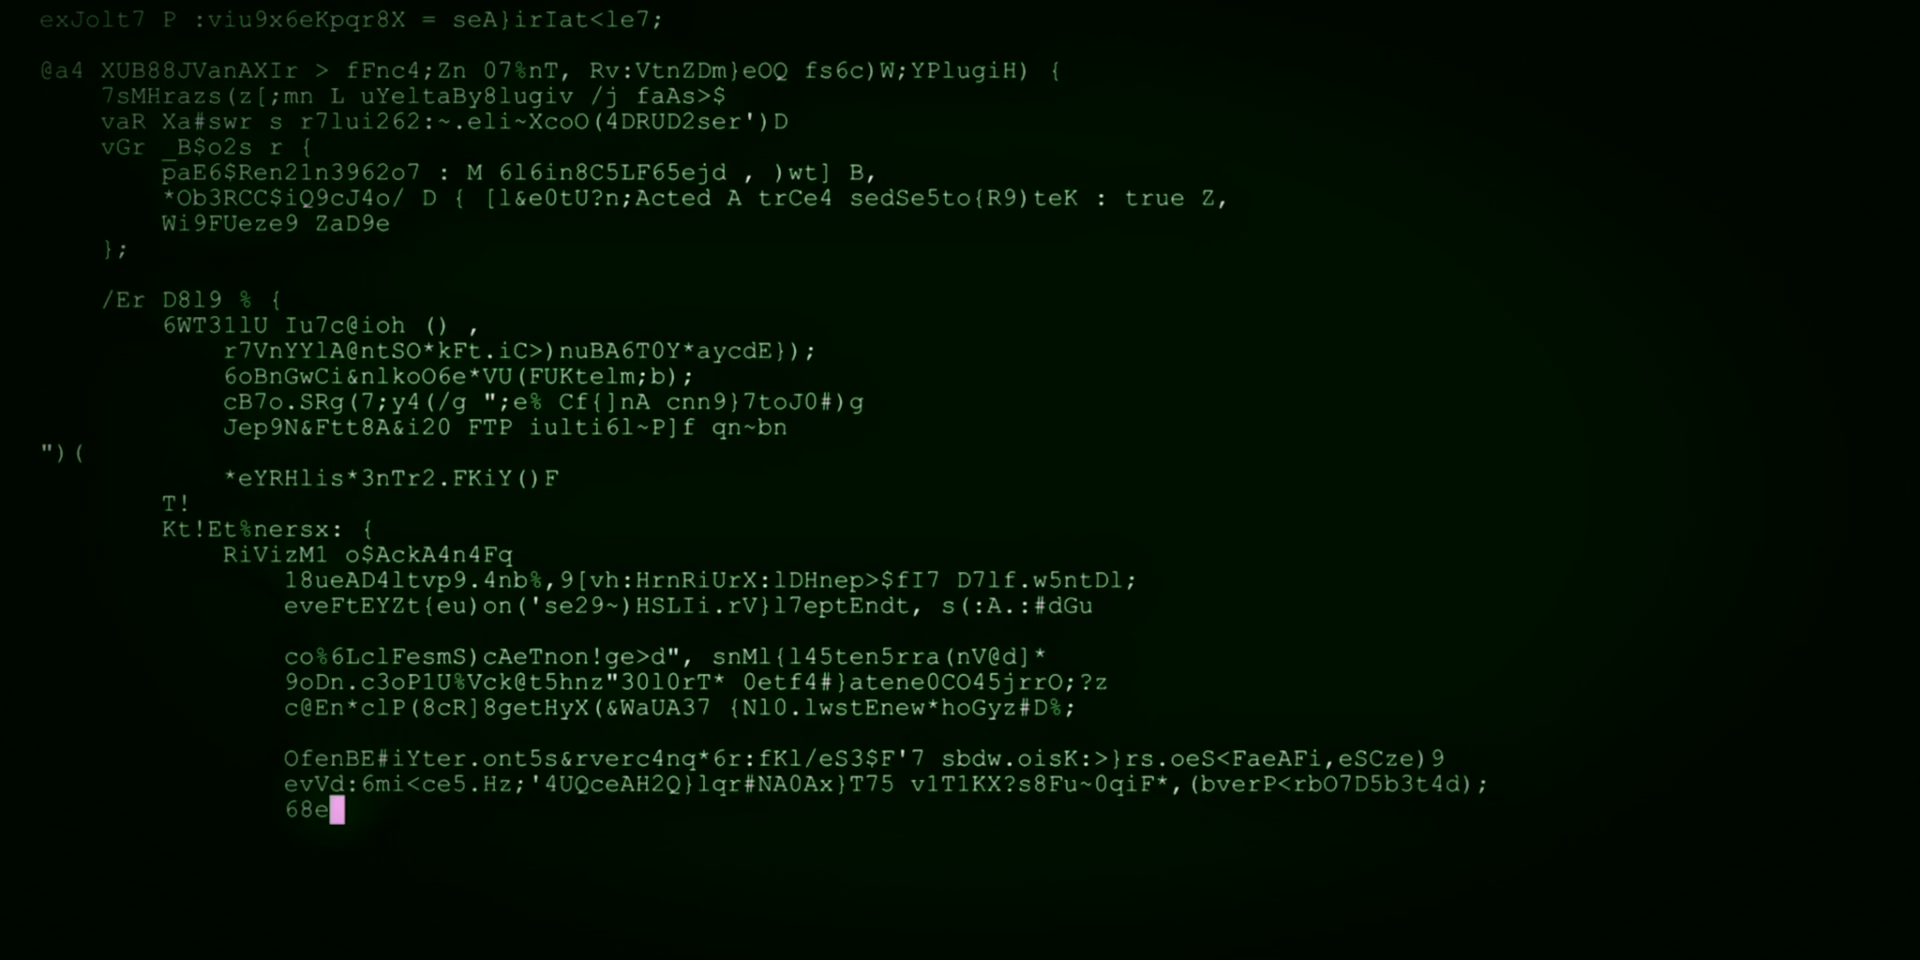 exJolt7 P :viu9x6eKpqr8X = seA}irIat<le7;
@a4 XUB88JVanAXIr > fFnc4;Zn 07%nT, Rv:VtnZDm}eOQ fs6c)W;YPlugiH) {
7sMHrazs(z[;mn L uYeltaBy8lugiv /j faAs>$
vaR Xa#swr s r7lui262:~.eli~XcoO(4DRUD2ser')D
vGr _B$o2s r {
paE6$Ren21n3962o7 : M 6l6in8C5LF65ejd , )wt] B,
*Ob3RCC$iQ9cJ4o/ D { [l&e0tU?n;Acted A trCe4 sedSe5to{R9)teK : true Z,
Wi9FUeze9 ZaD9e
};
/Er D8l9 % {
6WT31lU Iu7c@ioh () ,
r7VnYYlA@ntSO*kFt.iC>)nuBA6T0Y*aycdE});
6oBnGwCi&nlkoO6e*VU(FUKtelm;b);
cB7o.SRg(7;y4(/g ";e% Cf{]nA cnn9}7toJ0#)g
Jep9N&Ftt8A&i20 FTP iulti6l~P]f qn~bn
")(
*eYRHlis*3nTr2.FKiY()F
T!
Kt!Et%nersx: {
RiVizM1 o$AckA4n4Fq
18ueAD4ltvp9.4nb%,9[vh:HrnRiUrX:lDHnep>$fI7 D7lf.w5ntDl;
eveFtEYZt{eu)on('se29~)HSLIi.rV}l7eptEndt, s(:A.:#dGu
co%6LclFesmS)cAeTnon!ge>d", snMl{l45ten5rra(nV@d]*
9oDn.c3oP1U%Vck@t5hnz"30l0rT* 0etf4#}atene0CO45jrrO;?z
c@En*clP(8cR]8getHyX(&WaUA37 {Nl0.lwstEnew*hoGyz#D%;
OfenBE#iYter.ont5s&rverc4nq*6r:fKl/eS3$F'7 sbdw.oisK:>}rs.oeS<FaeAFi,eSCze)9
evVd:6mi<ce5.Hz;'4UQceAH2Q}lqr#NA0Ax}T75 v1T1KX?s8Fu~0qiF*,(bverP<rbO7D5b3t4d);
68e